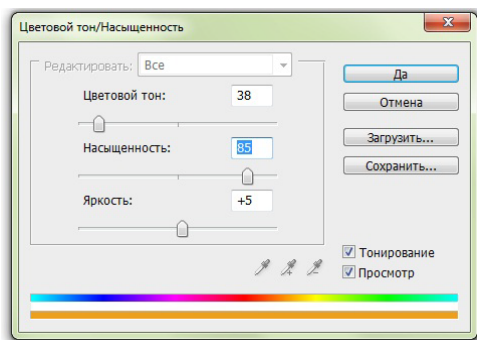 Цветовой тон/Насыщенность
Редактировать: Все
Да
Цветовой тон: 38
Отмена
Насыщенность: 85
Загрузить...
Сохранить...
Яркость: +5
Тонирование
Просмотр